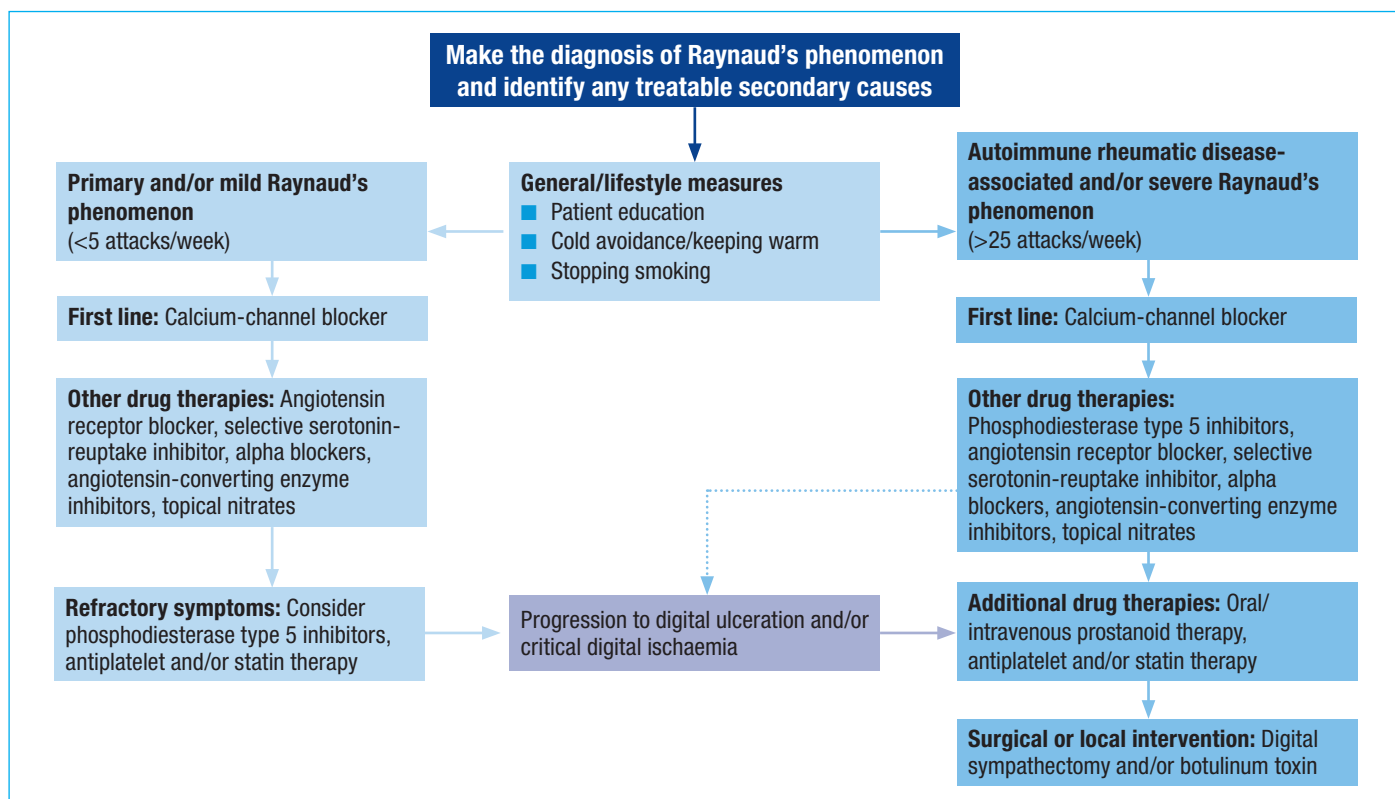 Make the diagnosis of Raynaud's phenomenon
and identify any treatable secondary causes
Primary and/or mild Raynaud's
phenomenon
(<5 attacks/week)
General/lifestyle measures
■ Patient education
■ Cold avoidance/keeping warm
■ Stopping smoking
Autoimmune rheumatic disease-
associated and/or severe Raynaud's
phenomenon
(>25 attacks/week)
First line: Calcium-channel blocker
First line: Calcium-channel blocker
Other drug therapies: Angiotensin
receptor blocker, selective serotonin-
reuptake inhibitor, alpha blockers,
angiotensin-converting enzyme
inhibitors, topical nitrates
Other drug therapies:
Phosphodiesterase type 5 inhibitors,
angiotensin receptor blocker, selective
serotonin-reuptake inhibitor, alpha
blockers, angiotensin-converting enzyme
inhibitors, topical nitrates
Refractory symptoms: Consider
phosphodiesterase type 5 inhibitors,
antiplatelet and/or statin therapy
Progression to digital ulceration and/or
critical digital ischaemia
Additional drug therapies: Oral/
intravenous prostanoid therapy,
antiplatelet and/or statin therapy
Surgical or local intervention: Digital
sympathectomy and/or botulinum toxin